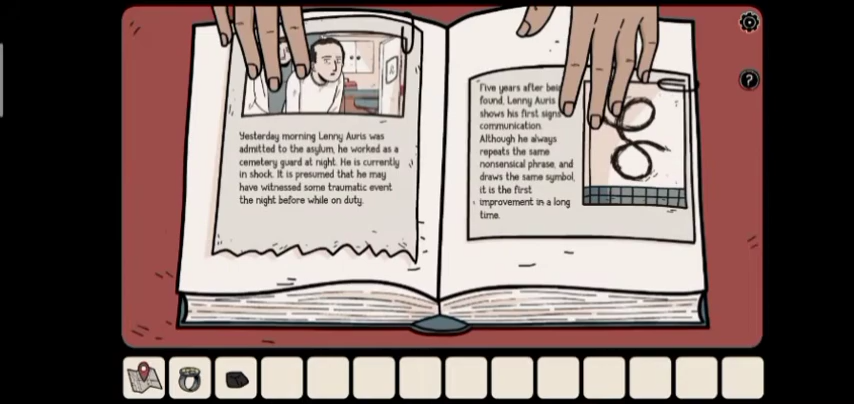 Yesterday morning Lenny Auris was
admitted to the asylum, he worked as a
cemetery guard at night. He is currently
in shock. It is presumed that he may
have witnessed some traumatic event
the night before while on duty.
Five years after
found, Lenny Auris
shows his first
communication.
Although he always
repeats the same
nonsensical phrase, and
draws the same symbol,
it is the first
improvement in a long
time.
?